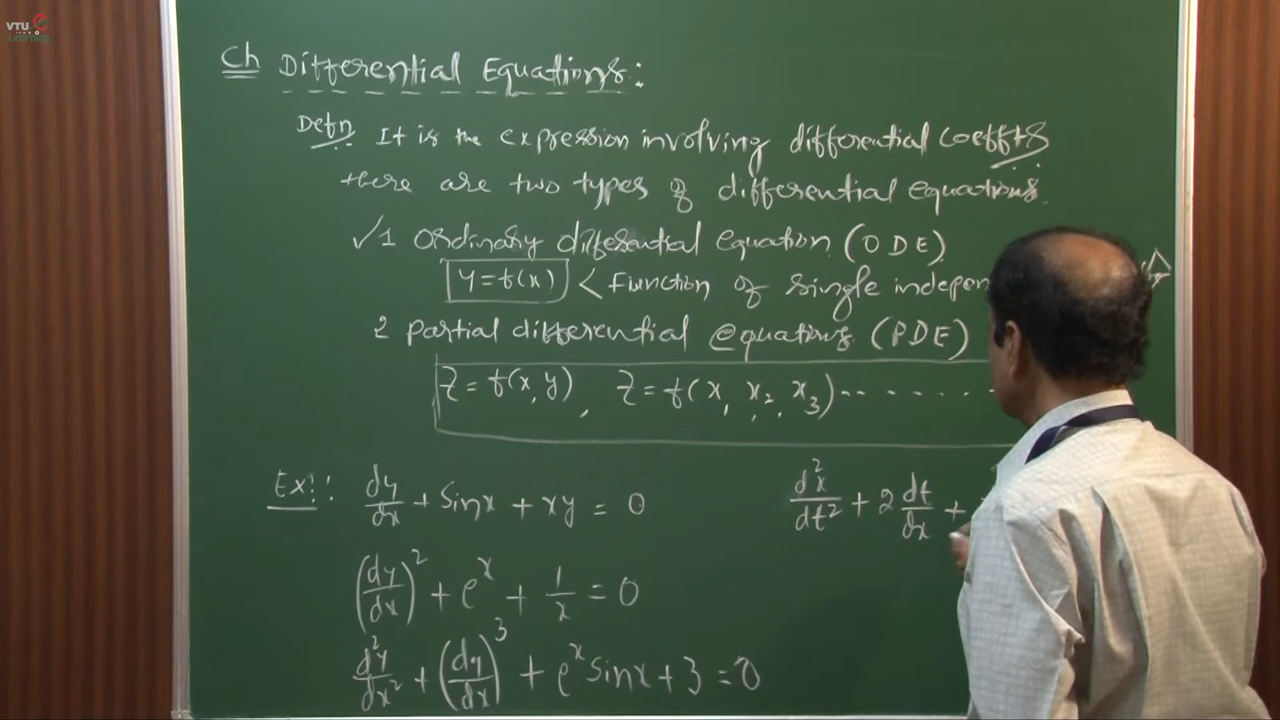 VTU e Learning
Ch Differential Equations:
Defn: It is the expression involving differential coeffts
there are two types of differential equations.
✓1 Ordinary differential equation (ODE)
y=f(x) < Function of single indepen
2 partial differential equations (PDE)
Z = f(x, y), Z = f(x, x₂, x₃) -- - - - - -
Ex!: dy/dx + Sinx + xy = 0
d²x/dt² + 2 dt/dx +
(dy/dx)² + e^x + 1/x = 0
d²y/dx² + (dy/dx)³ + e^x sinx + 3 = 0